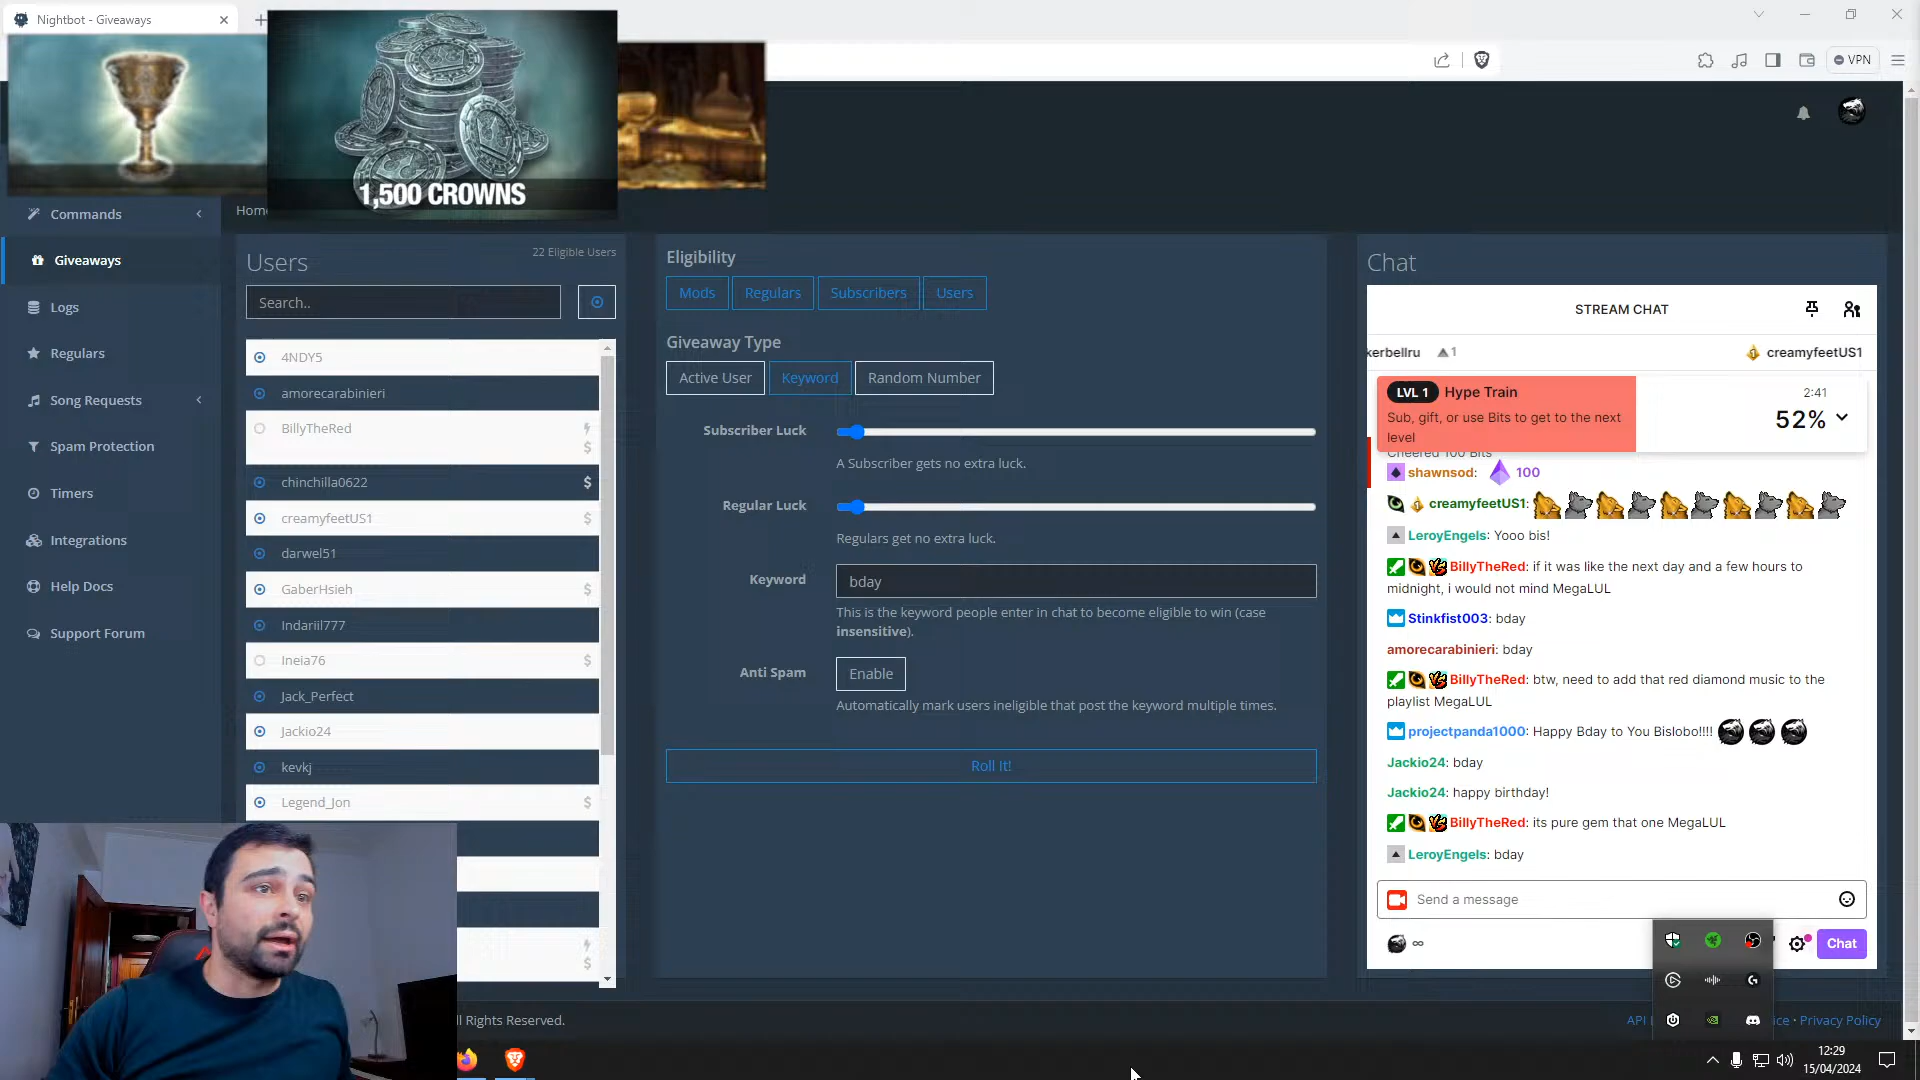 Nightbot - Giveaways
VPN
1,500 CROWNS
Commands
Giveaways
Logs
Regulars
Song Requests
Spam Protection
Timers
Integrations
Help Docs
Support Forum
Users
22 Eligible Users
Search..
4NDY5
amorecarabinieri
BillyTheRed
$
chinchilla0622 $
creamyfeetUS1 $
darwel51
GaberHsieh $
Indariil777
Ineia76 $
Jack_Perfect
Jackio24
kevkj
Legend_Jon $
$
Eligibility
Mods Regulars Subscribers Users
Giveaway Type
Active User Keyword Random Number
Subscriber Luck
A Subscriber gets no extra luck.
Regular Luck
Regulars get no extra luck.
Keyword bday
This is the keyword people enter in chat to become eligible to win (case
insensitive).
Anti Spam Enable
Automatically mark users ineligible that post the keyword multiple times.
Roll It!
Chat
STREAM CHAT
kerbellru 1 creamyfeetUS1
LVL 1 Hype Train 2:41
Sub, gift, or use Bits to get to the next
level
52%
Cheered 100 Bits
shawnsod: 100
creamyfeetUS1:
LeroyEngels: Yooo bis!
BillyTheRed: if it was like the next day and a few hours to
midnight, i would not mind MegaLUL
Stinkfist003: bday
amorecarabinieri: bday
BillyTheRed: btw, need to add that red diamond music to the
playlist MegaLUL
projectpanda1000: Happy Bday to You Bislobo!!!!
Jackio24: bday
Jackio24: happy birthday!
BillyTheRed: its pure gem that one MegaLUL
LeroyEngels: bday
Send a message
∞
Chat
ll Rights Reserved.
API
ice • Privacy Policy
12:29
15/04/2024